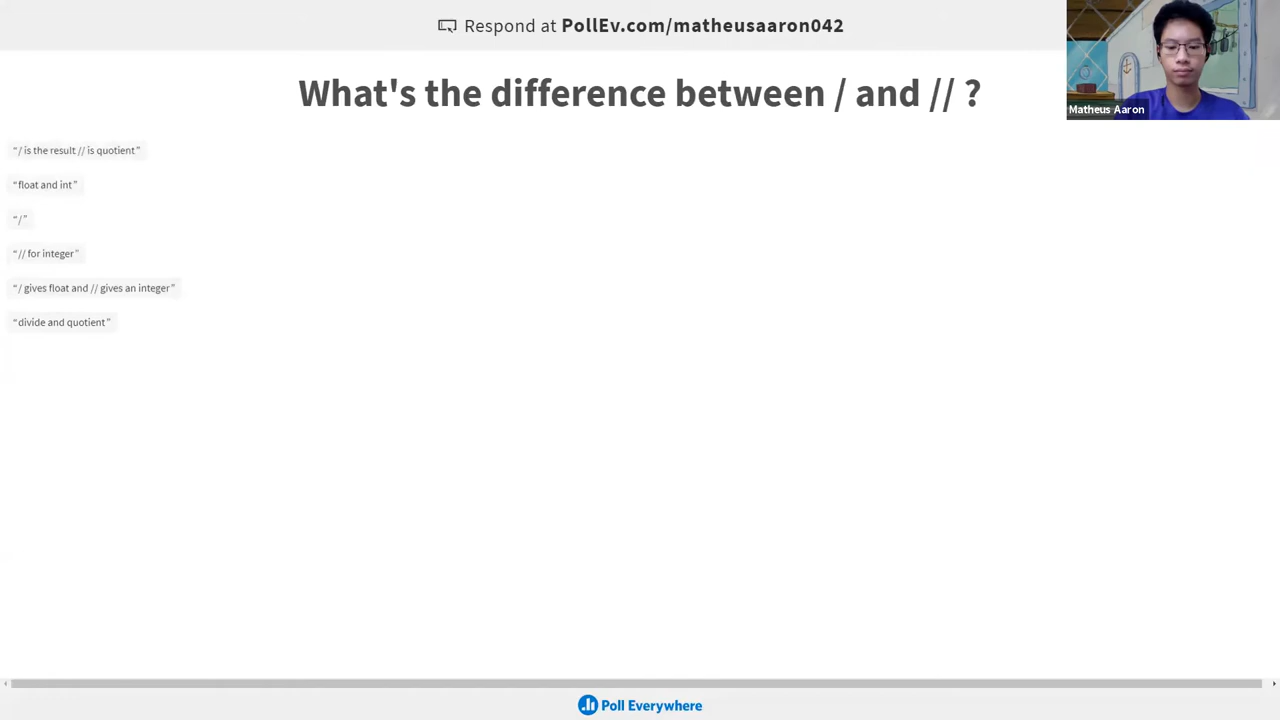 Respond at PollEv.com/matheusaaron042
Matheus Aaron
What's the difference between / and // ?
“/ is the result // is quotient”
“float and int”
“/”
“// for integer”
“/ gives float and // gives an integer”
“divide and quotient”
Poll Everywhere